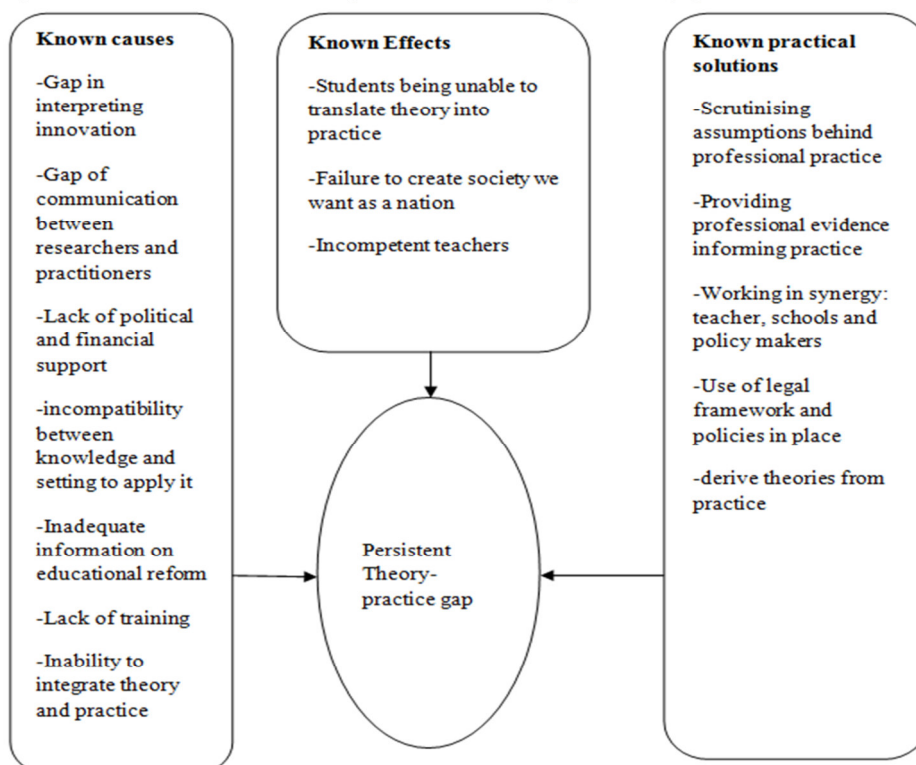 Known causes
-Gap in
interpreting
innovation
-Gap of
communication
between
researchers and
practitioners
-Lack of political
and financial
support
-incompatibility
between
knowledge and
setting to apply it
-Inadequate
information on
educational reform
-Lack of training
-Inability to
integrate theory
and practice
Known Effects
-Students being unable to
translate theory into
practice
-Failure to create society we
want as a nation
-Incompetent teachers
Persistent
Theory-
practice gap
Known practical
solutions
-Scrutinising
assumptions behind
professional practice
-Providing
professional evidence
informing practice
-Working in synergy:
teacher, schools and
policy makers
-Use of legal
framework and
policies in place
-derive theories from
practice